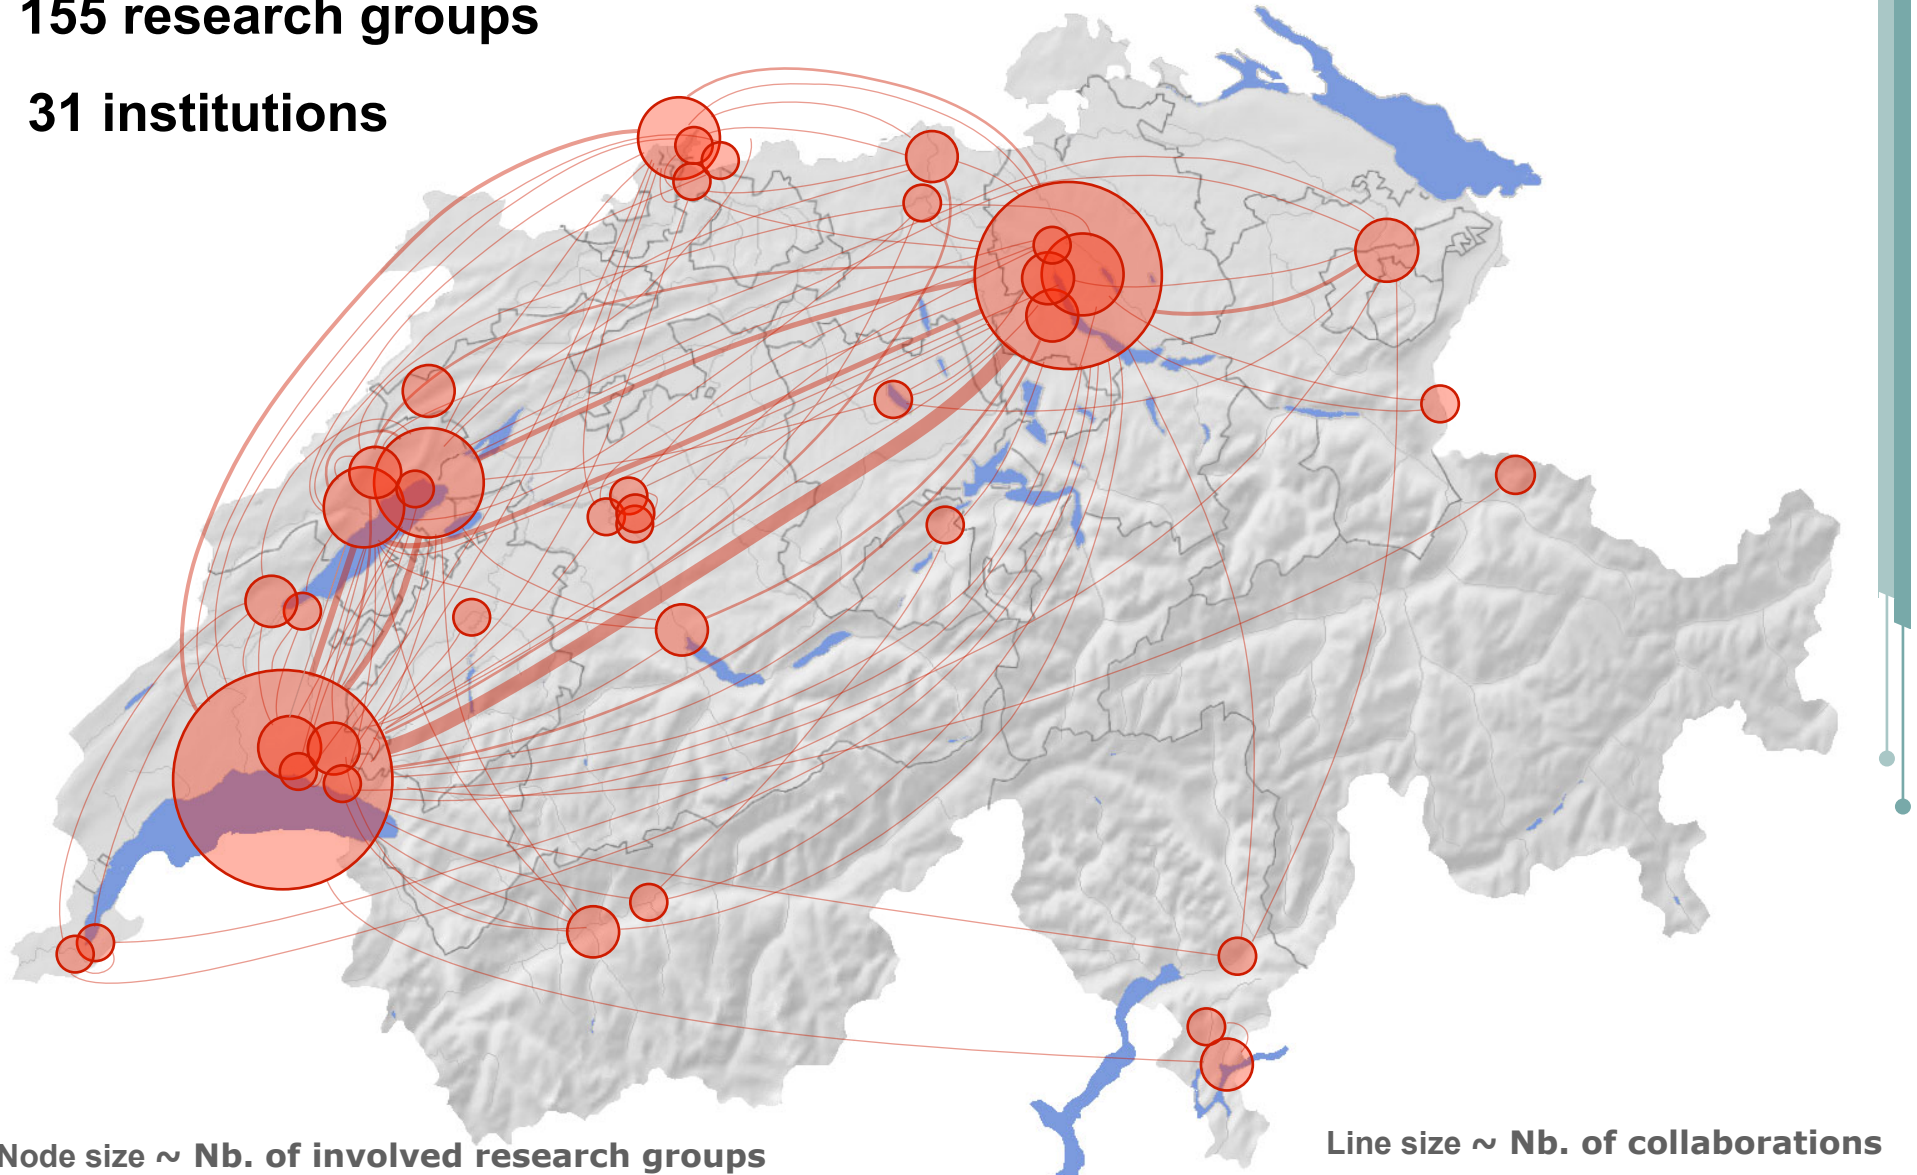 155 research groups
31 institutions
Node size ~ Nb. of involved research groups
Line size ~ Nb. of collaborations